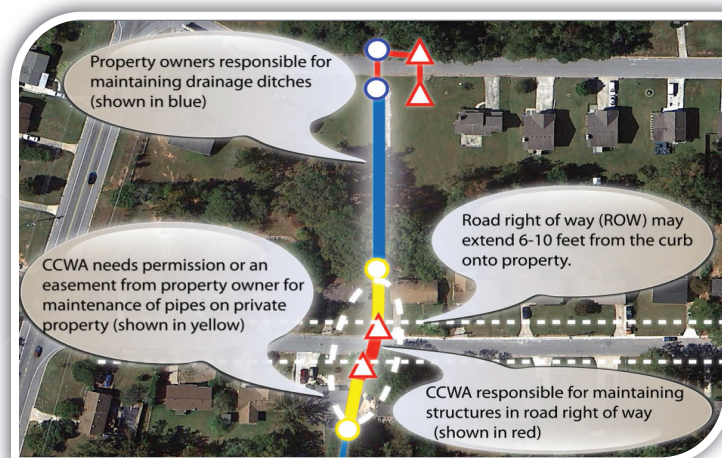 Property owners responsible for
maintaining drainage ditches
(shown in blue)
Road right of way (ROW) may
extend 6-10 feet from the curb
onto property.
CCWA needs permission or an
easement from property owner for
maintenance of pipes on private
property (shown in yellow)
CCWA responsible for maintaining
structures in road right of way
(shown in red)